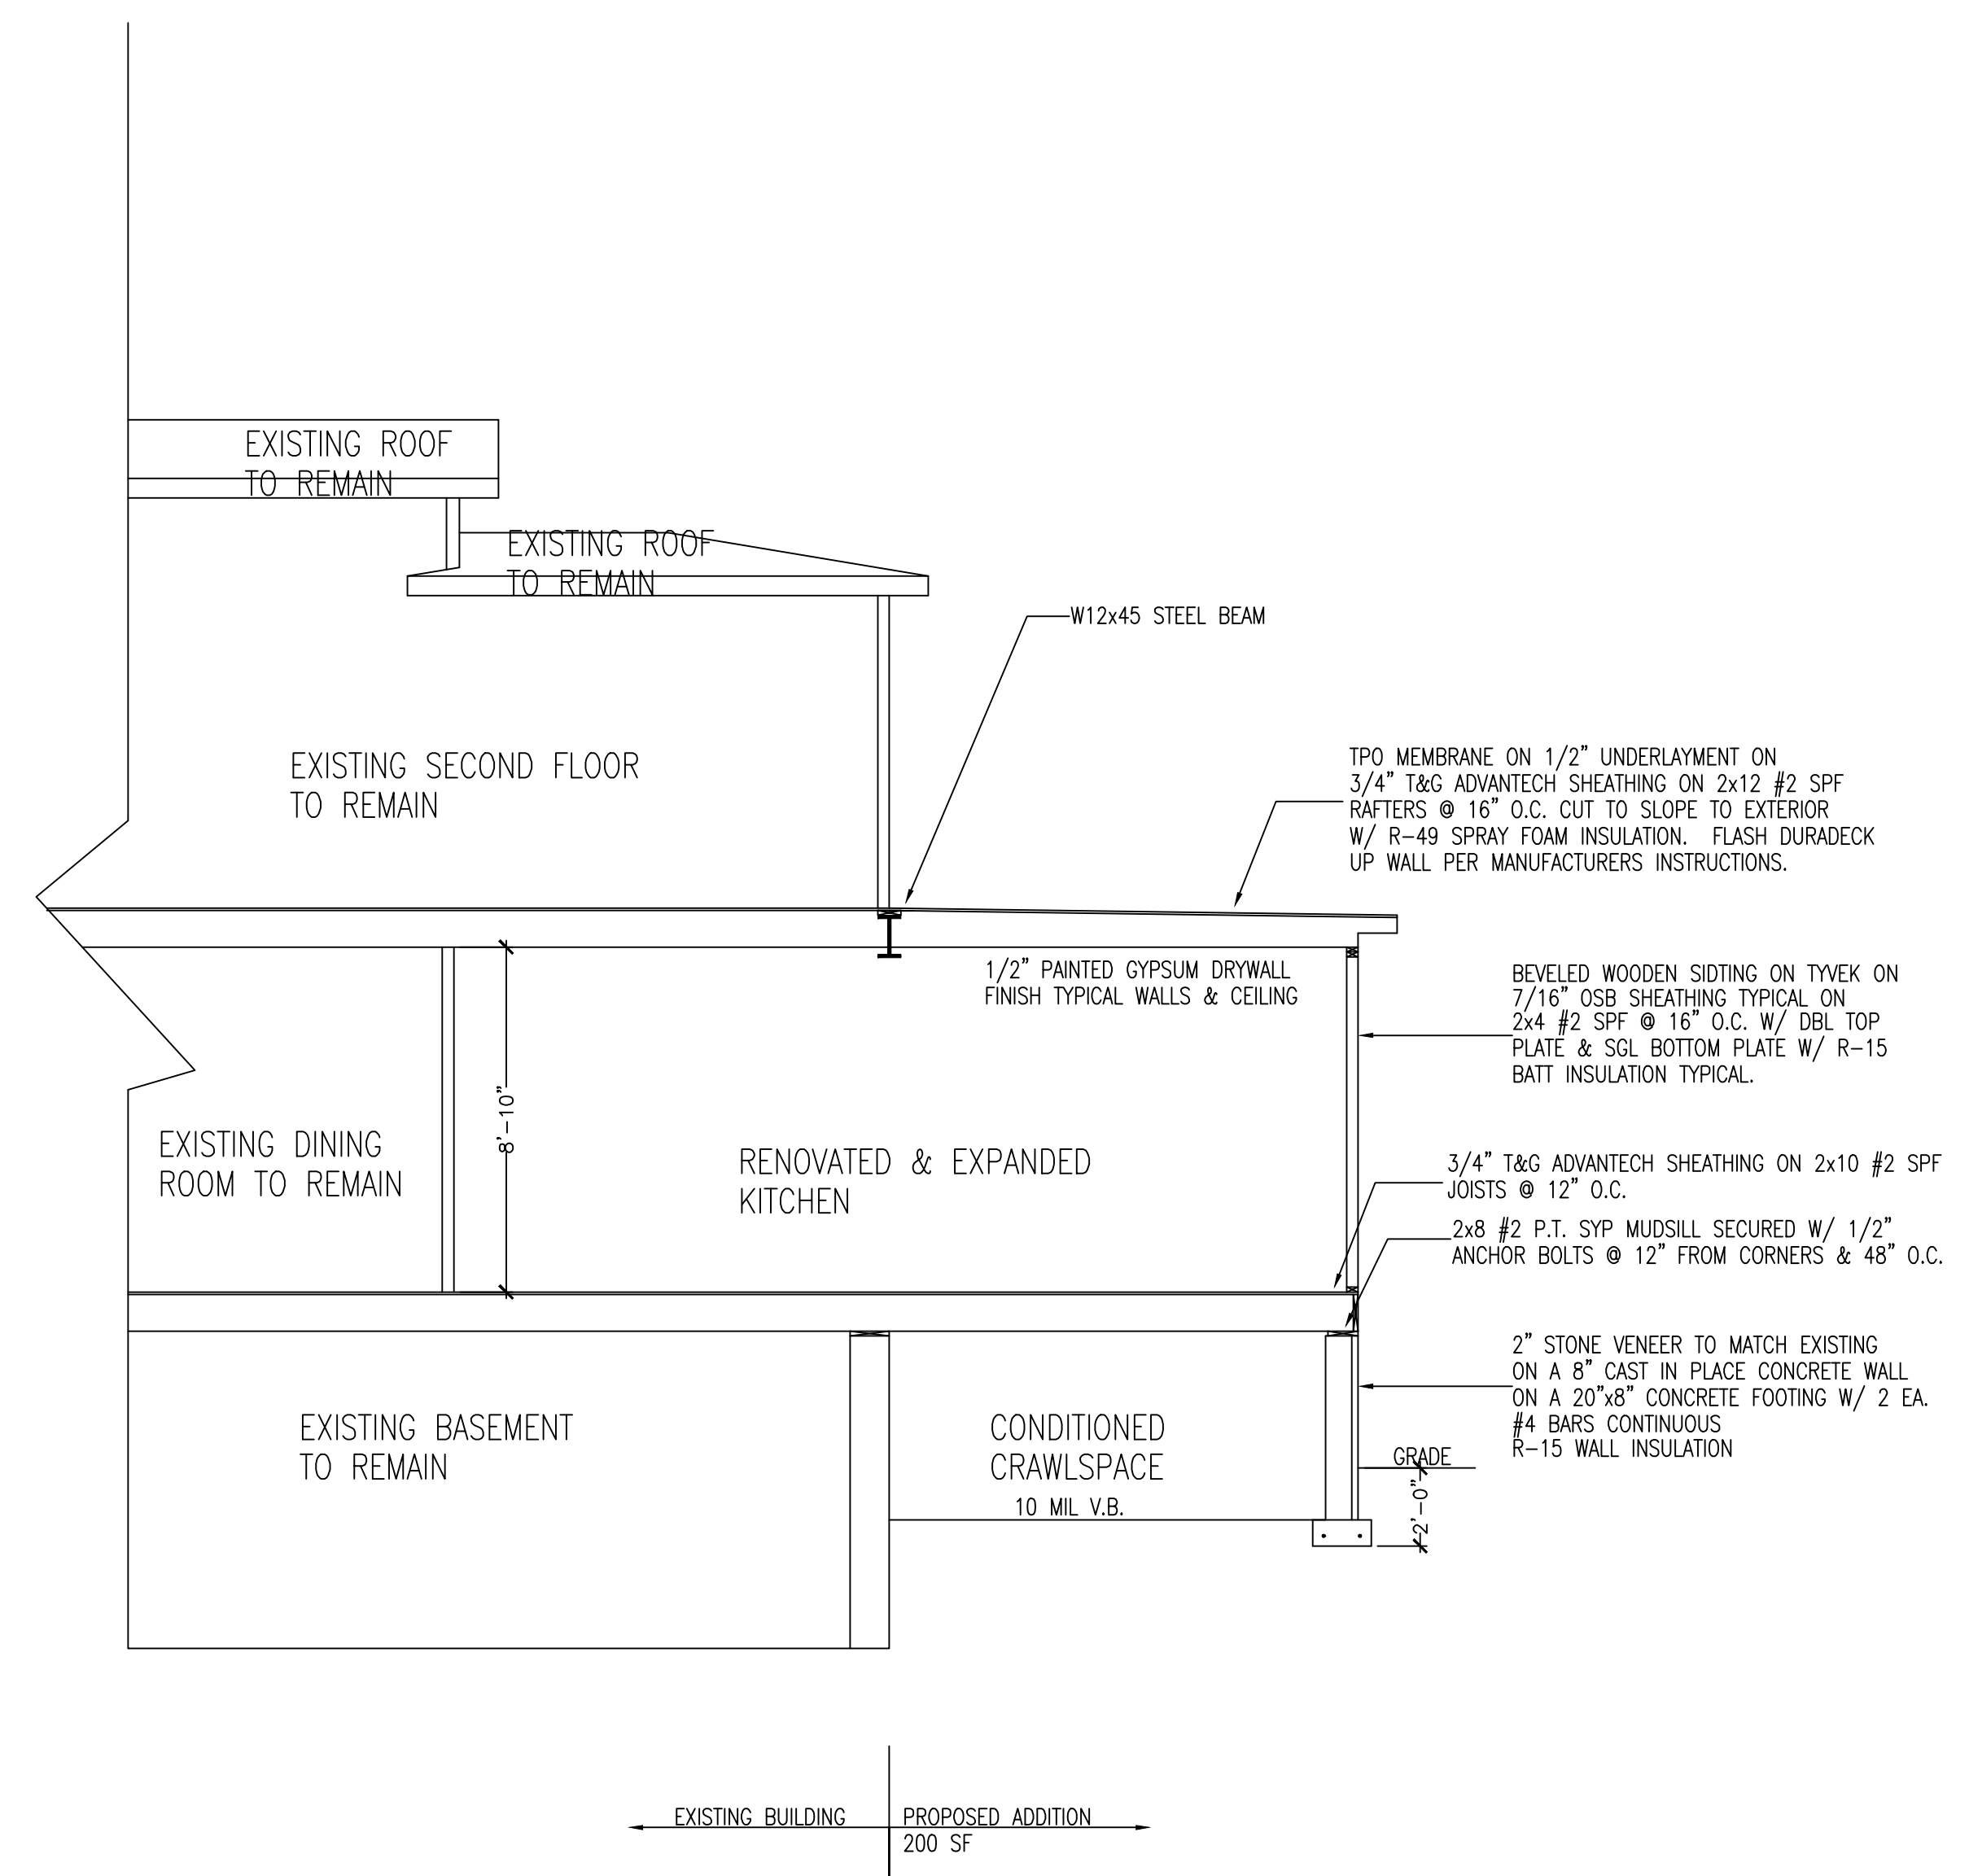 EXISTING ROOF
TO REMAIN
EXISTING ROOF
TO REMAIN
W12x45 STEEL BEAM
EXISTING SECOND FLOOR
TO REMAIN
TPO MEMBRANE ON 1/2" UNDERLAYMENT ON
3/4" T&G ADVANTECH SHEATHING ON 2x12 #2 SPF
RAFTERS @ 16" O.C. CUT TO SLOPE TO EXTERIOR
W/ R-49 SPRAY FOAM INSULATION. FLASH DURADECK
UP WALL PER MANUFACTURERS INSTRUCTIONS.
1/2" PAINTED GYPSUM DRYWALL
FINISH TYPICAL WALLS & CEILING
BEVELED WOODEN SIDTING ON TYVEK ON
7/16" OSB SHEATHING TYPICAL ON
2x4 #2 SPF @ 16" O.C. W/ DBL TOP
PLATE & SGL BOTTOM PLATE W/ R-15
BATT INSULATION TYPICAL.
8'-10"
EXISTING DINING
ROOM TO REMAIN
RENOVATED & EXPANDED
KITCHEN
3/4" T&G ADVANTECH SHEATHING ON 2x10 #2 SPF
JOISTS @ 12" O.C.
2x8 #2 P.T. SYP MUDSILL SECURED W/ 1/2"
ANCHOR BOLTS @ 12" FROM CORNERS & 48" O.C.
2" STONE VENEER TO MATCH EXISTING
ON A 8" CAST IN PLACE CONCRETE WALL
ON A 20"x8" CONCRETE FOOTING W/ 2 EA.
#4 BARS CONTINUOUS
R-15 WALL INSULATION
EXISTING BASEMENT
TO REMAIN
CONDITIONED
CRAWLSPACE
10 MIL V.B.
GRADE
2'-0"
EXISTING BUILDING
PROPOSED ADDITION
200 SF